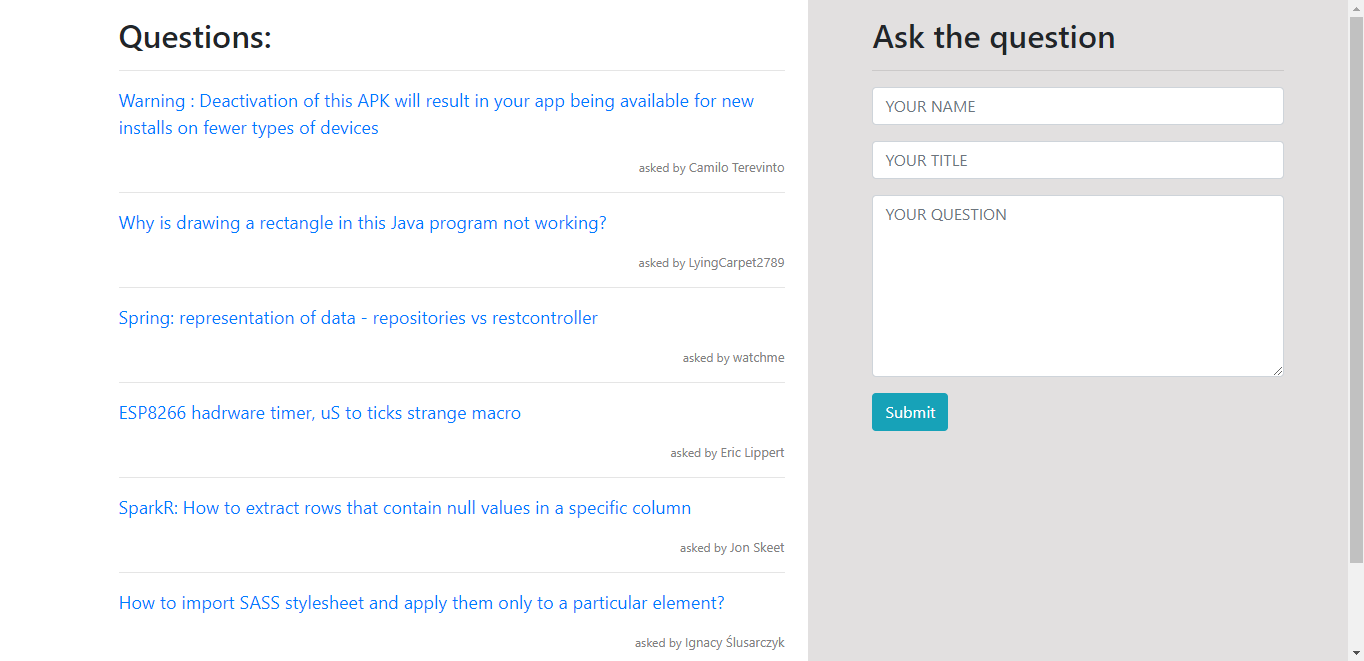 Questions:
Warning : Deactivation of this APK will result in your app being available for new
installs on fewer types of devices
asked by Camilo Terevinto
Why is drawing a rectangle in this Java program not working?
asked by LyingCarpet2789
Spring: representation of data - repositories vs restcontroller
asked by watchme
ESP8266 hadrware timer, uS to ticks strange macro
asked by Eric Lippert
SparkR: How to extract rows that contain null values in a specific column
asked by Jon Skeet
How to import SASS stylesheet and apply them only to a particular element?
asked by Ignacy Ślusarczyk
Ask the question
YOUR NAME
YOUR TITLE
YOUR QUESTION
Submit